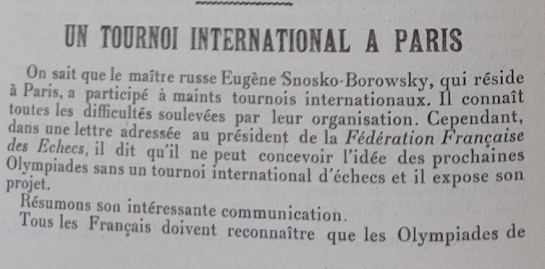 UN TOURNOI INTERNATIONAL A PARIS
On sait que le maître russe Eugène Snosko-Borowsky, qui réside
à Paris, a participé à maints tournois internationaux. Il connaît
toutes les difficultés soulevées par leur organisation. Cependant,
dans une lettre adressée au président de la Fédération Française
des Echecs, il dit qu'il ne peut concevoir l'idée des prochaines
Olympiades sans un tournoi international d'échecs et il expose son
projet.
Résumons son intéressante communication.
Tous les Français doivent reconnaître que les Olympiades de